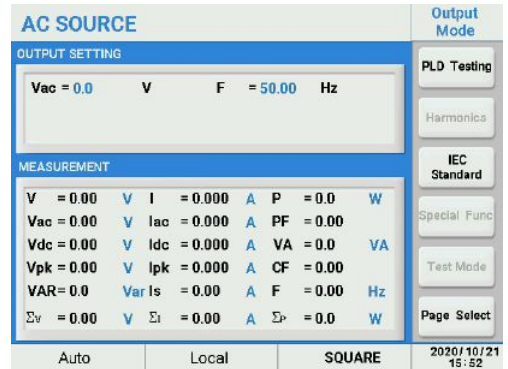 AC SOURCE
Output
Mode
OUTPUT SETTING
Vac = 0.0 V F = 50.00 Hz
MEASUREMENT
V = 0.00 V I = 0.000 A P = 0.0 W
Vac = 0.00 V Iac = 0.000 A PF = 0.00
Vdc = 0.00 V Idc = 0.000 A VA = 0.0 VA
Vpk = 0.00 V Ipk = 0.000 A CF = 0.00
VAR= 0.0 Var Is = 0.00 A F = 0.00 Hz
Σv = 0.00 V ΣI = 0.00 A ΣP = 0.0 W
PLD Testing
Harmonics
IEC
Standard
Special Func
Test Mode
Page Select
Auto Local SQUARE
2020/10/21
15:52